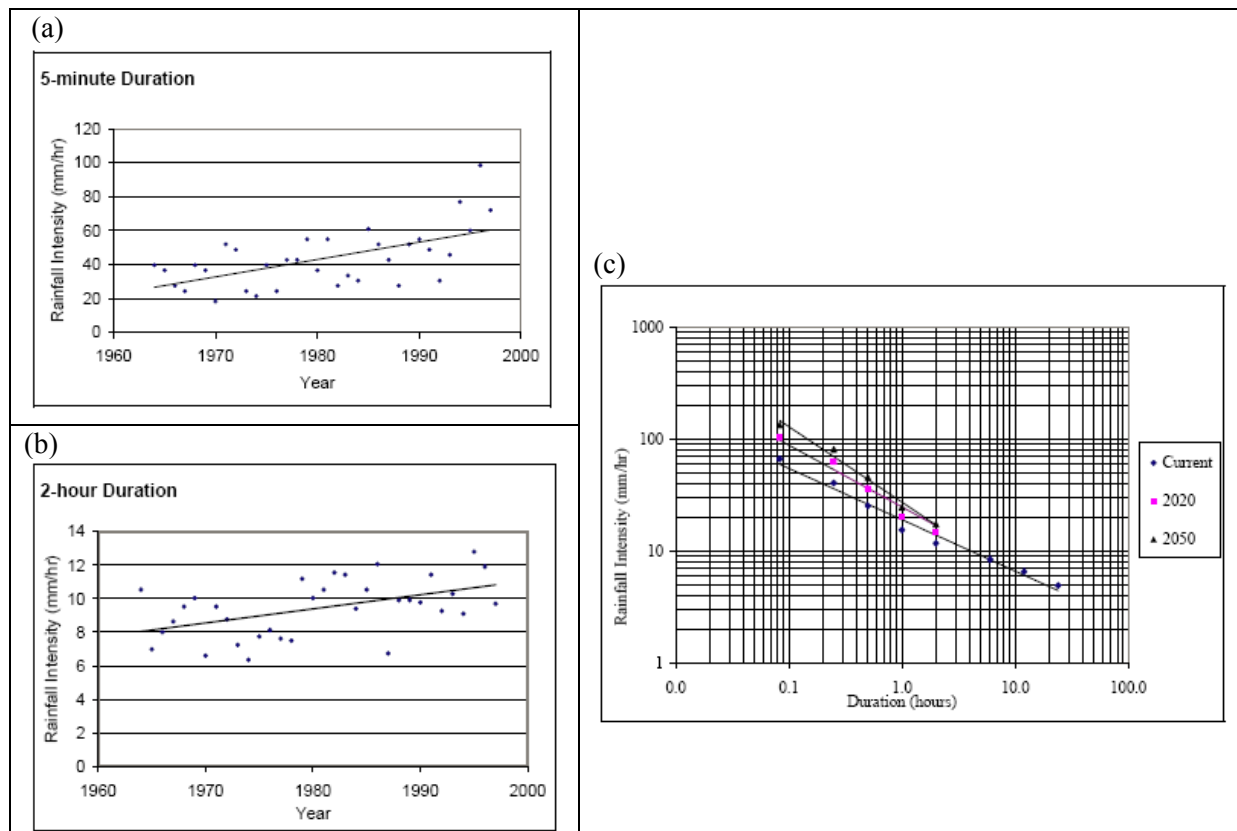 (a)
5-minute Duration
Rainfall Intensity (mm/hr)
120
100
80
60
40
20
0
1960 1970 1980 1990 2000
Year
(b)
2-hour Duration
Rainfall Intensity (mm/hr)
14
12
10
8
6
4
2
0
1960 1970 1980 1990 2000
Year
(c)
Rainfall Intensity (mm/hr)
1000
100
10
1
0.0 0.1 1.0 10.0 100.0
Duration (hours)
Current
2020
2050